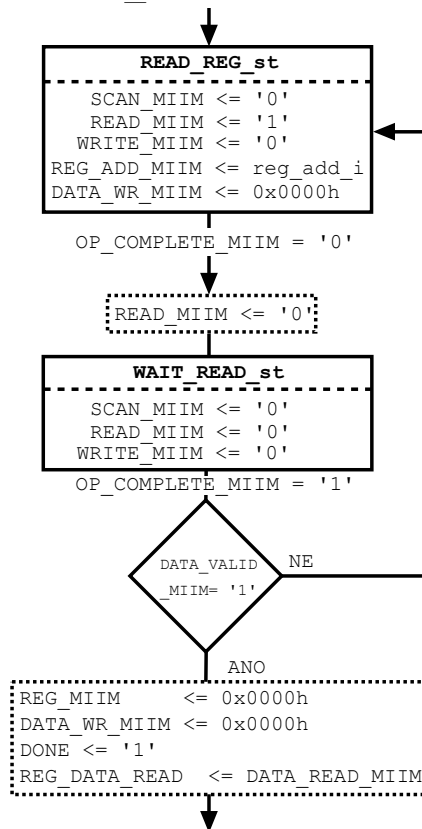 READ_REG_st
SCAN_MIIM <= '0'
READ_MIIM <= '1'
WRITE_MIIM <= '0'
REG_ADD_MIIM <= reg_add_i
DATA_WR_MIIM <= 0x0000h
OP_COMPLETE_MIIM = '0'
READ_MIIM <= '0'
WAIT_READ_st
SCAN_MIIM <= '0'
READ_MIIM <= '0'
WRITE_MIIM <= '0'
OP_COMPLETE_MIIM = '1'
DATA_VALID
_MIIM= '1'
NE
ANO
REG_MIIM <= 0x0000h
DATA_WR_MIIM <= 0x0000h
DONE <= '1'
REG_DATA_READ <= DATA_READ_MIIM